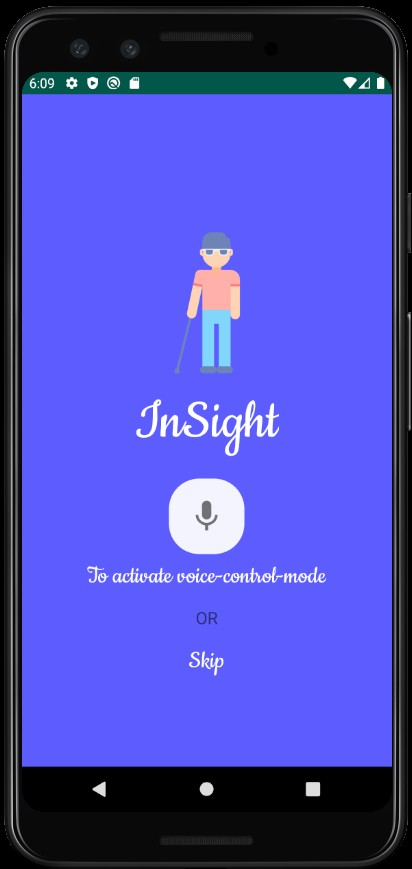 6:09
InSight
To activate voice-control-mode
OR
Skip